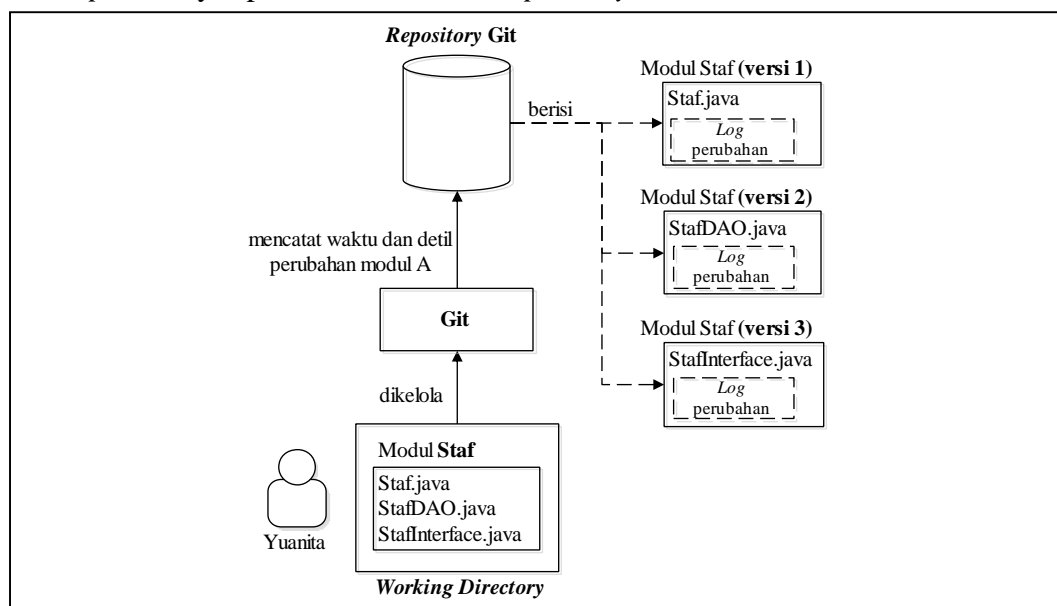 Repository Git
berisi
Modul Staf (versi 1)
Staf.java
Log
perubahan
Modul Staf (versi 2)
StafDAO.java
Log
perubahan
Modul Staf (versi 3)
StafInterface.java
Log
perubahan
mencatat waktu dan detil
perubahan modul A
Git
dikelola
Modul Staf
Staf.java
StafDAO.java
StafInterface.java
Yuanita
Working Directory